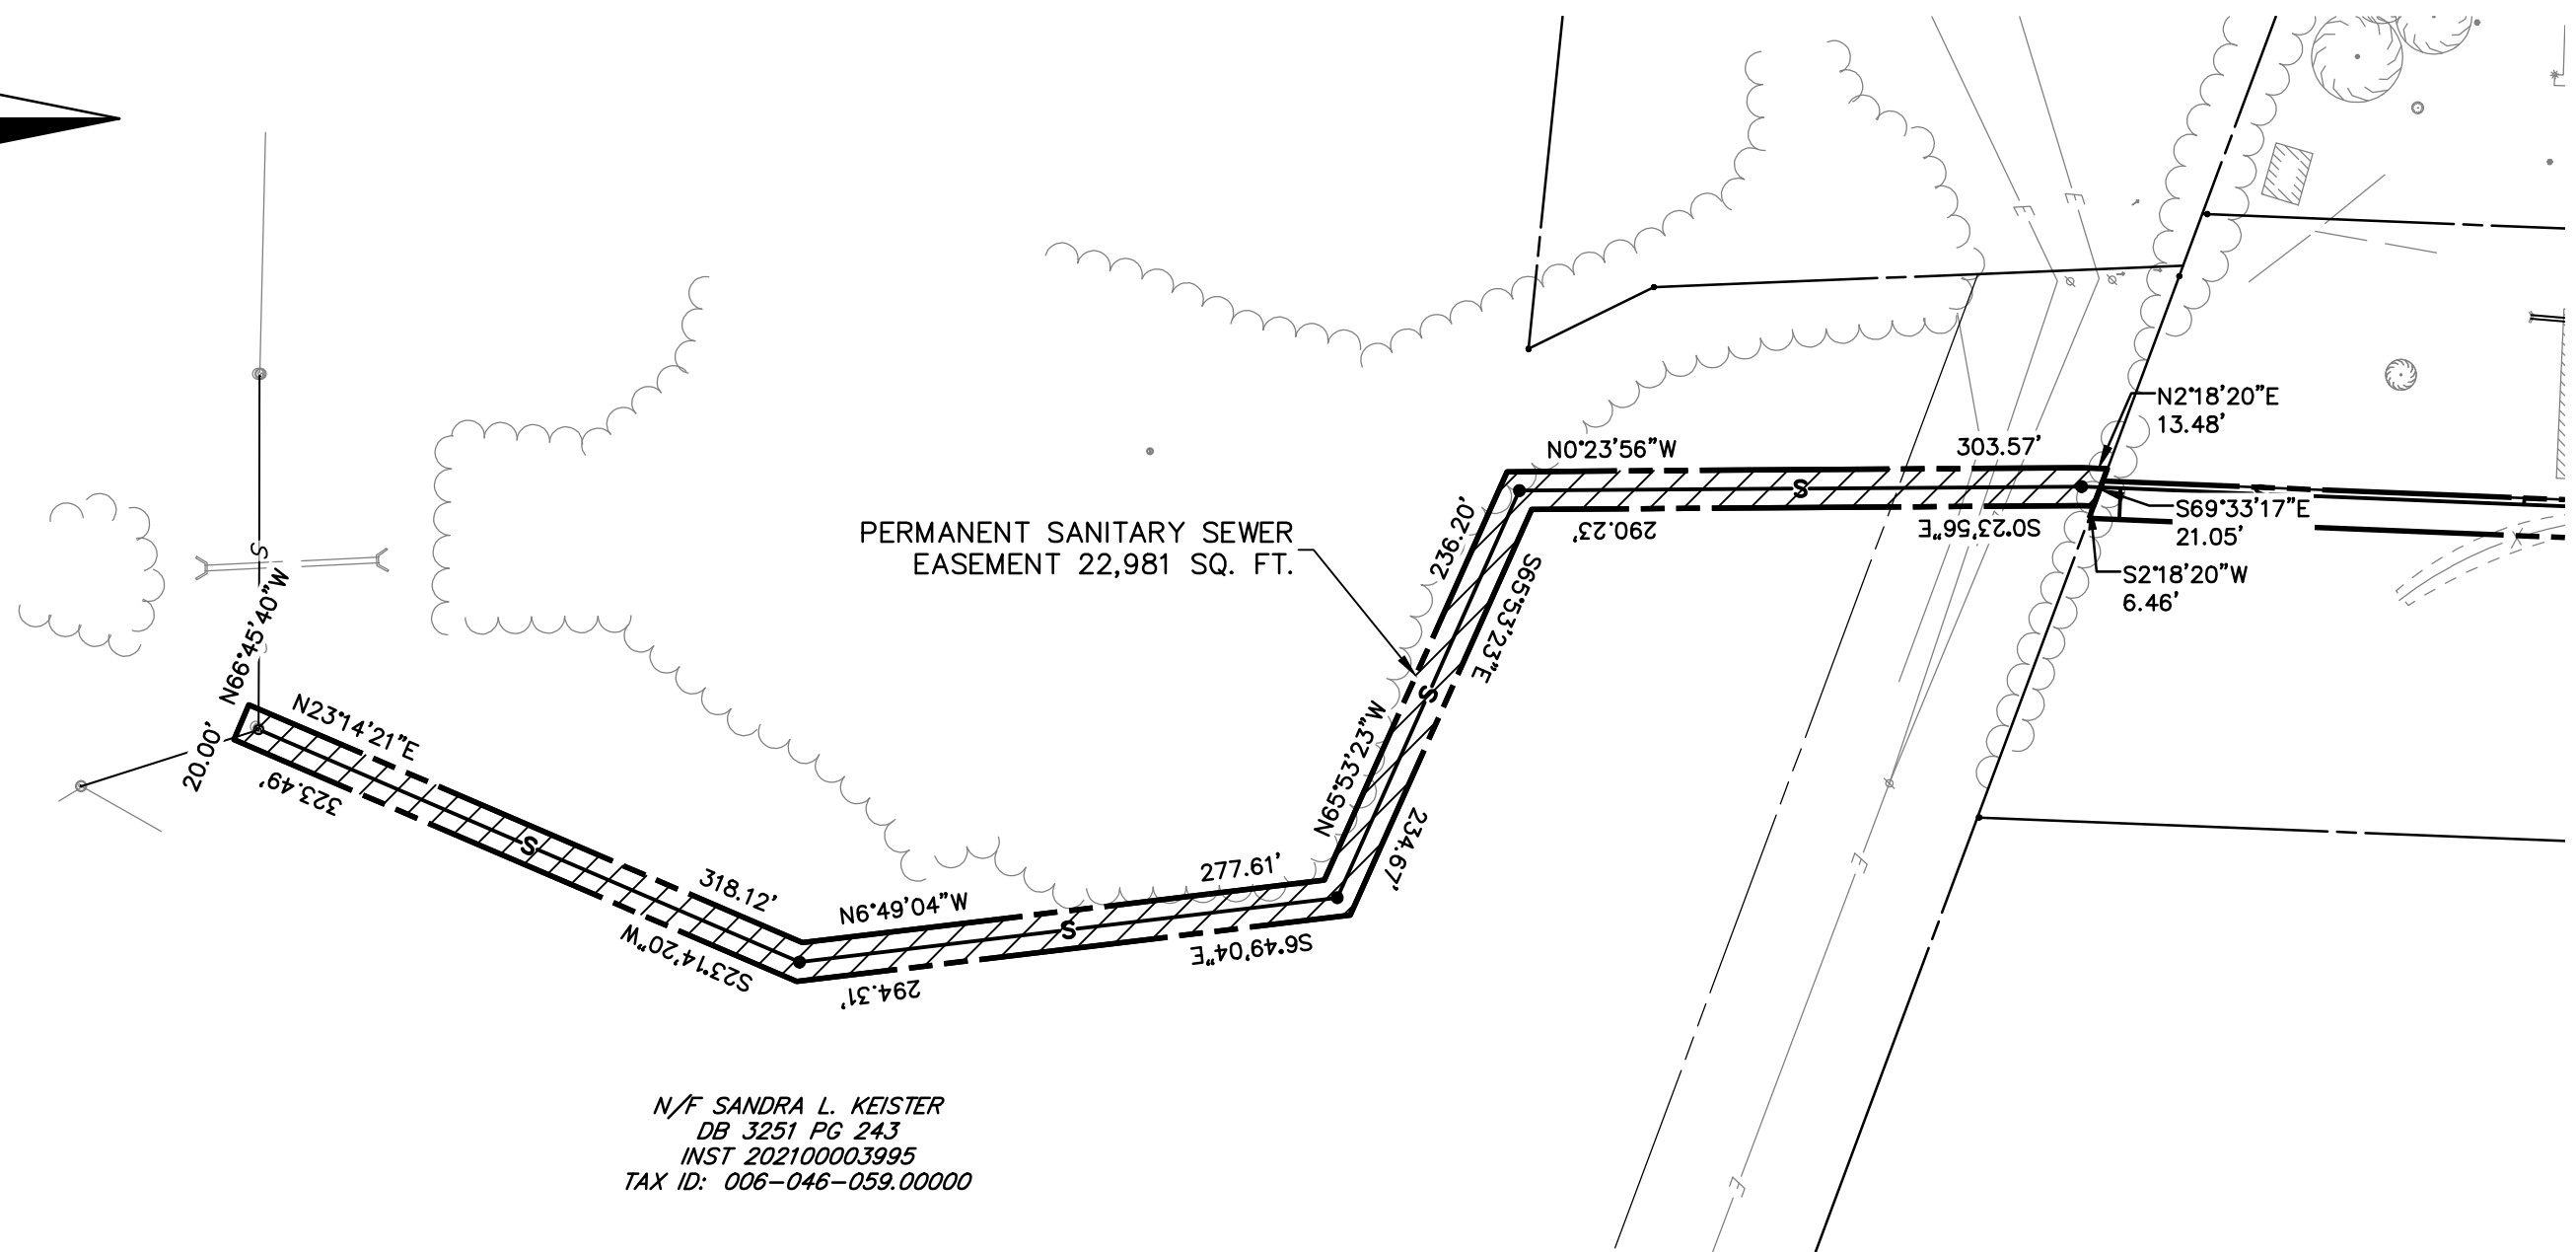 E
E
N2°18'20"E
13.48'
N0°23'56"W
303.57'
S
S69°33'17"E
21.05'
290.23'
S0°23'56"E
S2°18'20"W
6.46'
PERMANENT SANITARY SEWER
EASEMENT 22,981 SQ. FT.
236.20'
S65°53'23"E
S
N65°53'23"W
234.67'
S
N66°45'40"W
20.00'
N23°14'21"E
323.49'
S
318.12'
S23°14'20"W
N6°49'04"W
277.61'
S
294.31'
S6°49'04"E
E
E
N/F SANDRA L. KEISTER
DB 3251 PG 243
INST 202100003995
TAX ID: 006-046-059.00000